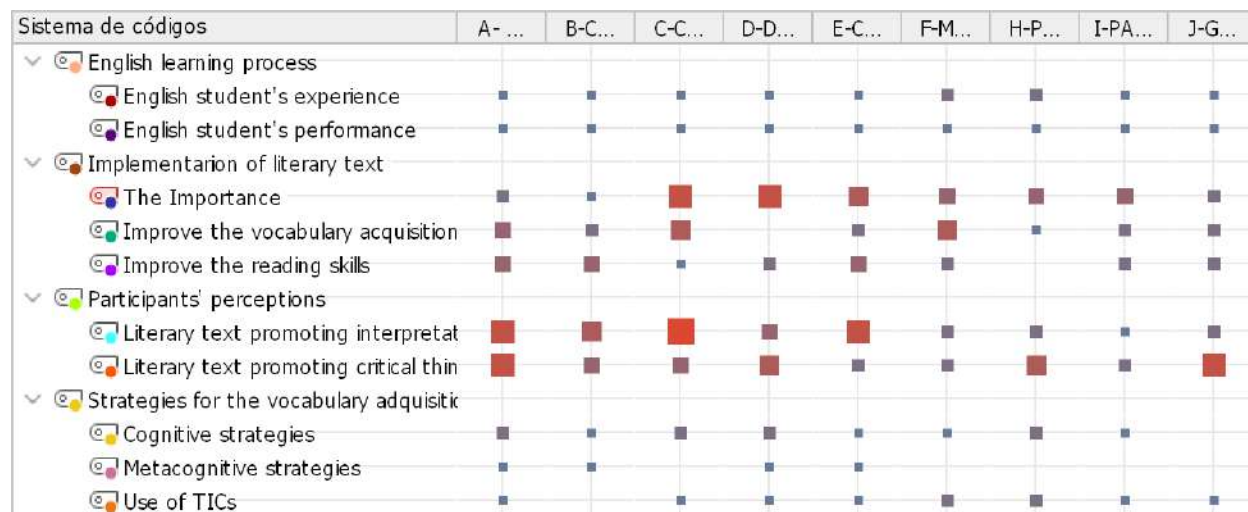 Sistema de códigos A- ... B-C... C-C... D-D... E-C... F-M... H-P... I-PA... J-G...
English learning process
English student's experience
English student's performance
Implementarion of literary text
The Importance
Improve the vocabulary acquisition
Improve the reading skills
Participants' perceptions
Literary text promoting interpretat
Literary text promoting critical thin
Strategies for the vocabulary adquisitic
Cognitive strategies
Metacognitive strategies
Use of TICs